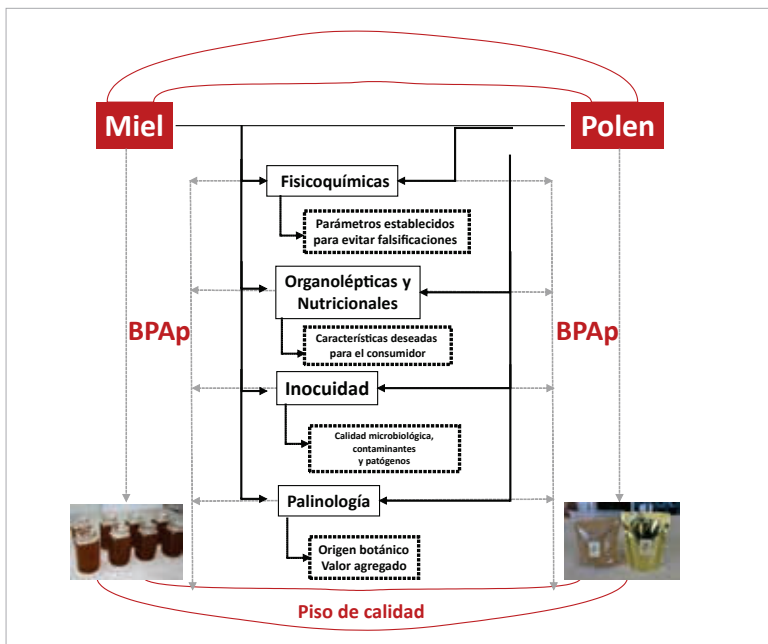 Miel
Polen
Fisicoquímicas
Parámetros establecidos
para evitar falsificaciones
Organolépticas y
Nutricionales
BPAp
BPAp
Características deseadas
para el consumidor
Inocuidad
Calidad microbiológica,
contaminantes
y patógenos
Palinología
Origen botánico
Valor agregado
Piso de calidad